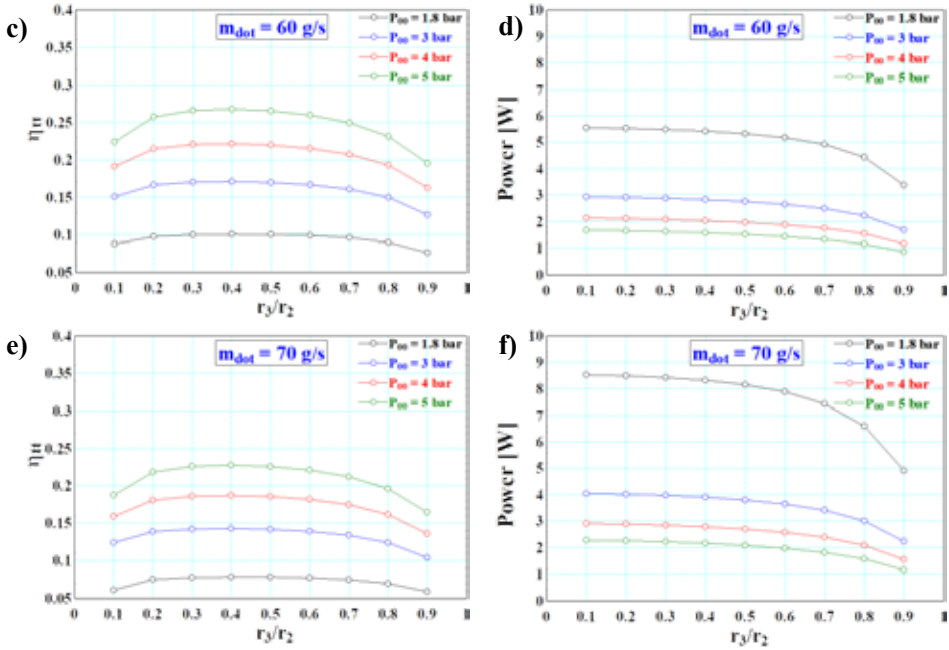 c)
m_dot = 60 g/s
P₀₀ = 1.8 bar
P₀₀ = 3 bar
P₀₀ = 4 bar
P₀₀ = 5 bar
0.4
0.35
0.3
0.25
0.2
0.15
0.1
0.05
η_tt
0 0.1 0.2 0.3 0.4 0.5 0.6 0.7 0.8 0.9 1
r₃/r₂
d)
m_dot = 60 g/s
P₀₀ = 1.8 bar
P₀₀ = 3 bar
P₀₀ = 4 bar
P₀₀ = 5 bar
10
9
8
7
6
5
4
3
2
1
0
Power [W]
0 0.1 0.2 0.3 0.4 0.5 0.6 0.7 0.8 0.9 1
r₃/r₂
e)
m_dot = 70 g/s
P₀₀ = 1.8 bar
P₀₀ = 3 bar
P₀₀ = 4 bar
P₀₀ = 5 bar
0.4
0.35
0.3
0.25
0.2
0.15
0.1
0.05
η_tt
0 0.1 0.2 0.3 0.4 0.5 0.6 0.7 0.8 0.9 1
r₃/r₂
f)
m_dot = 70 g/s
P₀₀ = 1.8 bar
P₀₀ = 3 bar
P₀₀ = 4 bar
P₀₀ = 5 bar
10
9
8
7
6
5
4
3
2
1
0
Power [W]
0 0.1 0.2 0.3 0.4 0.5 0.6 0.7 0.8 0.9 1
r₃/r₂